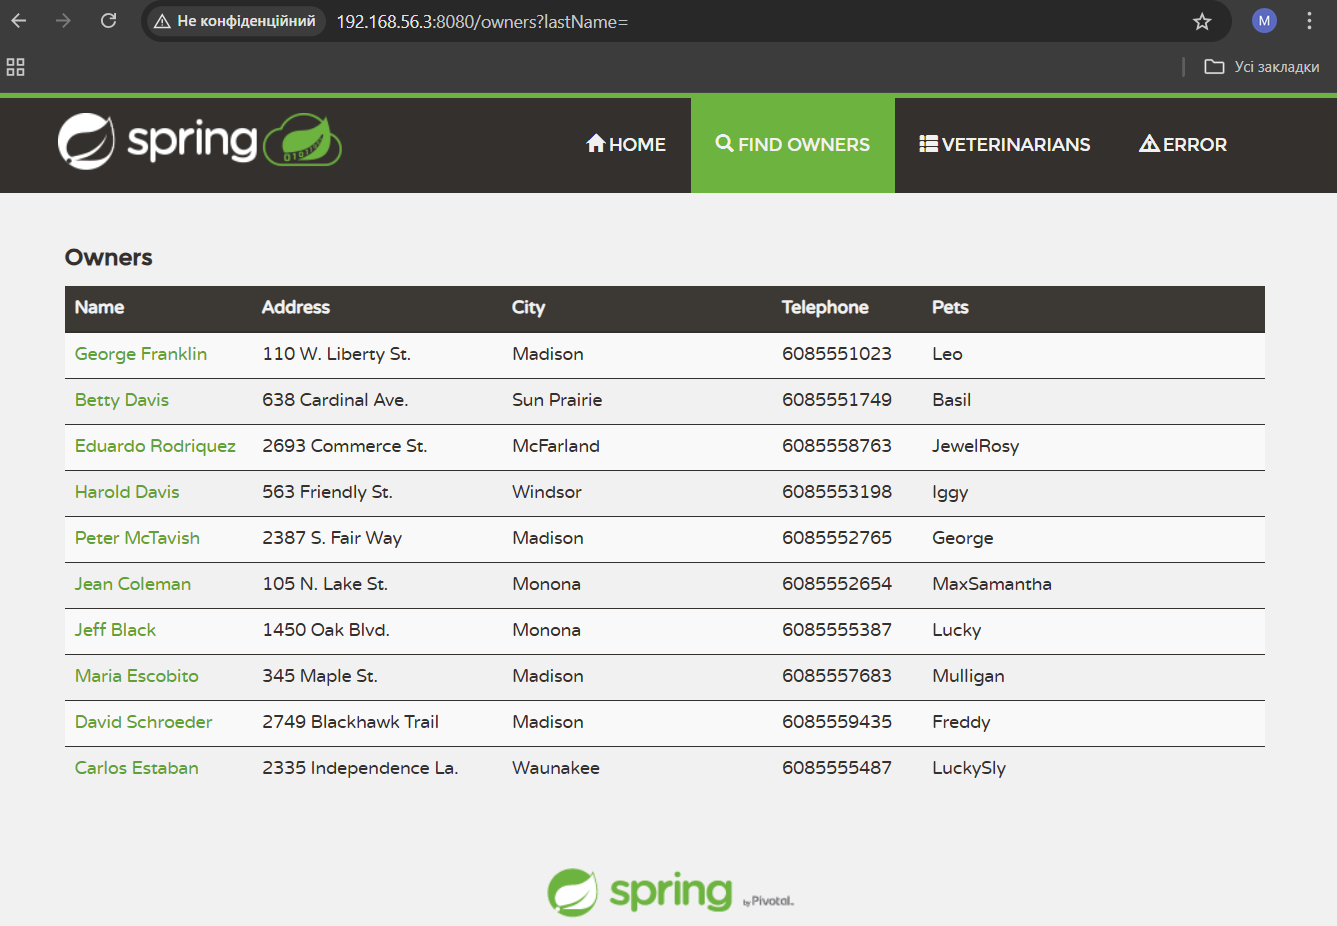 Не конфіденційний 192.168.56.3:8080/owners?lastName= M
Усі закладки
spring HOME FIND OWNERS VETERINARIANS ERROR
Owners
Name Address City Telephone Pets
George Franklin 110 W. Liberty St. Madison 6085551023 Leo
Betty Davis 638 Cardinal Ave. Sun Prairie 6085551749 Basil
Eduardo Rodriquez 2693 Commerce St. McFarland 6085558763 JewelRosy
Harold Davis 563 Friendly St. Windsor 6085553198 Iggy
Peter McTavish 2387 S. Fair Way Madison 6085552765 George
Jean Coleman 105 N. Lake St. Monona 6085552654 MaxSamantha
Jeff Black 1450 Oak Blvd. Monona 6085555387 Lucky
Maria Escobito 345 Maple St. Madison 6085557683 Mulligan
David Schroeder 2749 Blackhawk Trail Madison 6085559435 Freddy
Carlos Estaban 2335 Independence La. Waunakee 6085555487 LuckySly
spring by Pivotal.